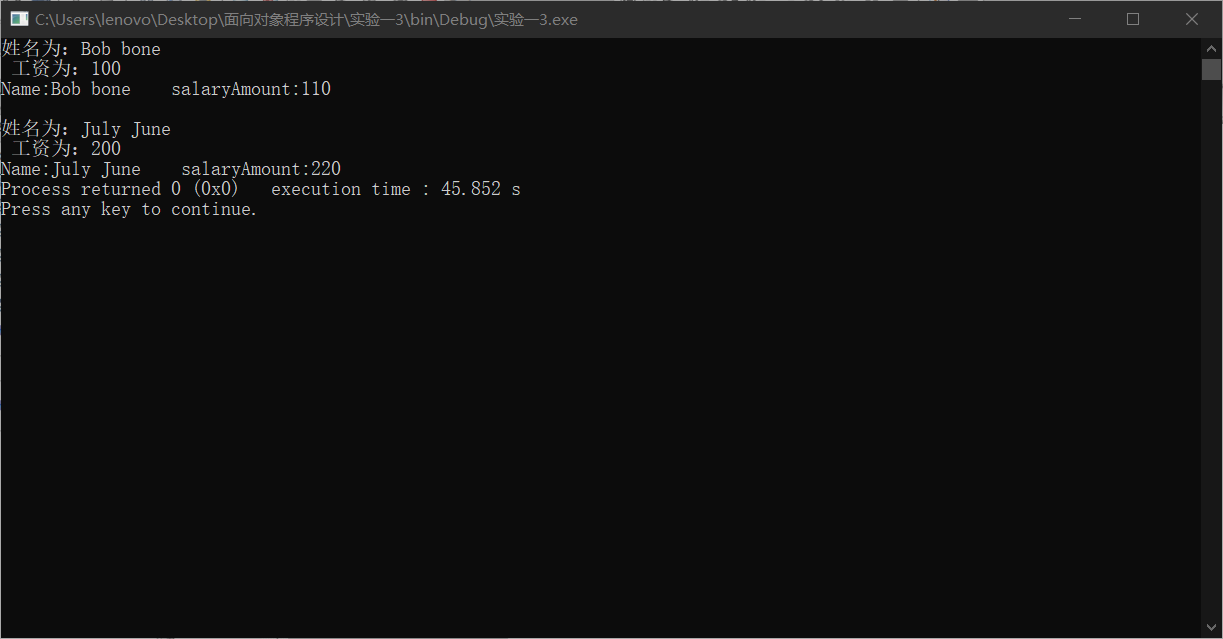 C:\Users\lenovo\Desktop\面向对象程序设计\实验一3\bin\Debug\实验一3.exe
姓名为：Bob bone
工资为：100
Name:Bob bone    salaryAmount:110
姓名为：July June
工资为：200
Name:July June    salaryAmount:220
Process returned 0 (0x0)   execution time : 45.852 s
Press any key to continue.